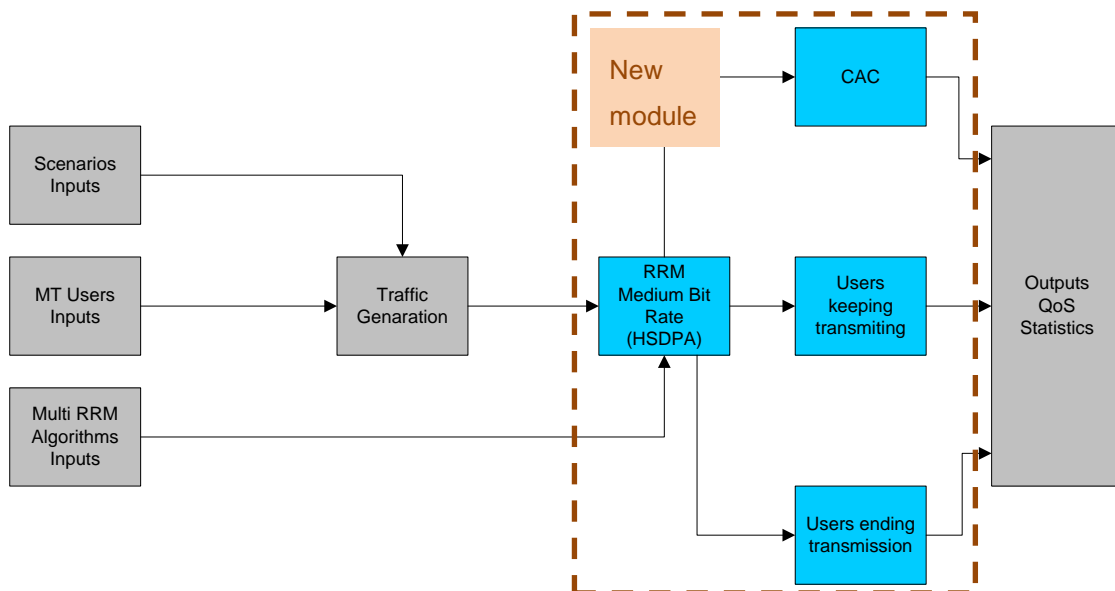 New
module
CAC
Scenarios
Inputs
MT Users
Inputs
Traffic
Genaration
RRM
Medium Bit
Rate
(HSDPA)
Users
keeping
transmiting
Outputs
QoS
Statistics
Multi RRM
Algorithms
Inputs
Users ending
transmission